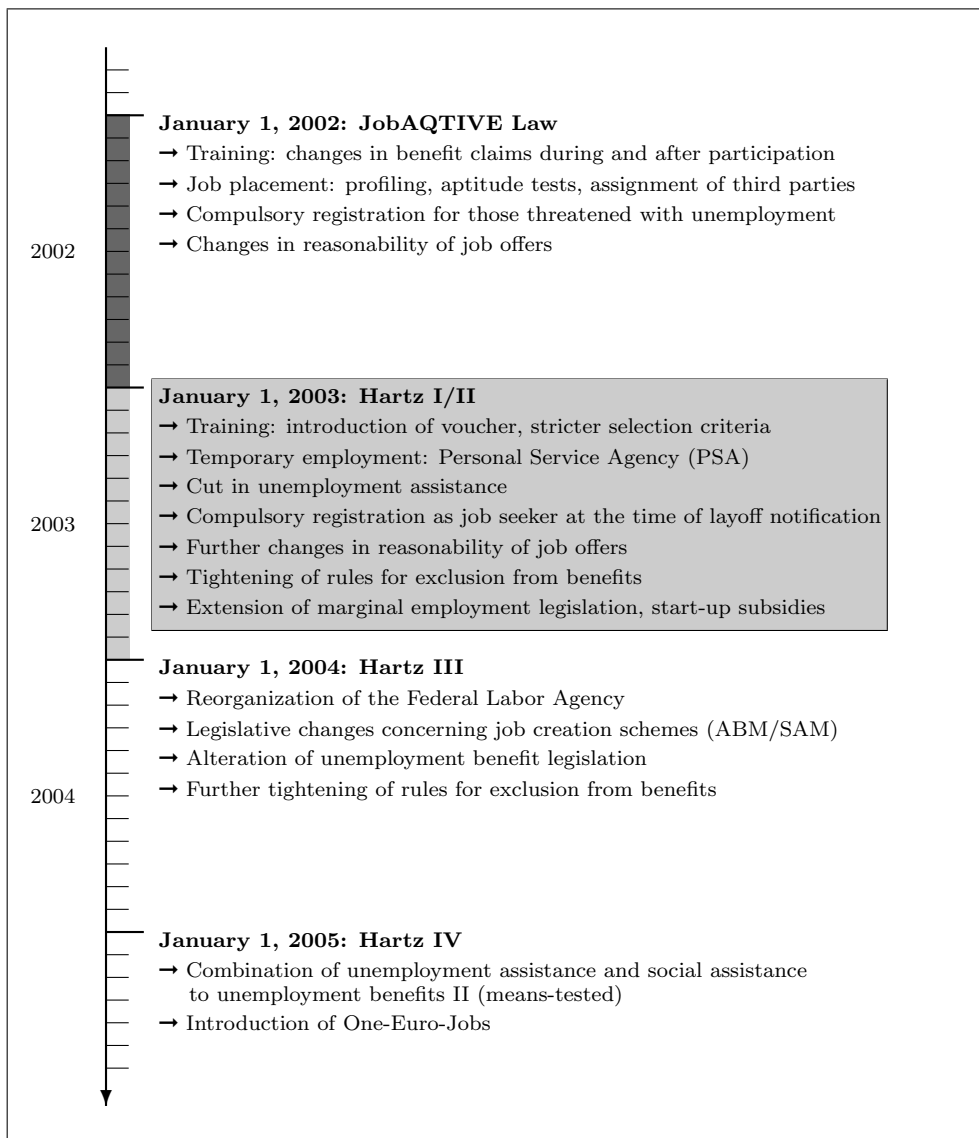 January 1, 2002: JobAQTIVE Law
➞ Training: changes in benefit claims during and after participation
➞ Job placement: profiling, aptitude tests, assignment of third parties
➞ Compulsory registration for those threatened with unemployment
➞ Changes in reasonability of job offers
2002
January 1, 2003: Hartz I/II
➞ Training: introduction of voucher, stricter selection criteria
➞ Temporary employment: Personal Service Agency (PSA)
➞ Cut in unemployment assistance
➞ Compulsory registration as job seeker at the time of layoff notification
2003
➞ Further changes in reasonability of job offers
➞ Tightening of rules for exclusion from benefits
➞ Extension of marginal employment legislation, start-up subsidies
January 1, 2004: Hartz III
➞ Reorganization of the Federal Labor Agency
➞ Legislative changes concerning job creation schemes (ABM/SAM)
➞ Alteration of unemployment benefit legislation
➞ Further tightening of rules for exclusion from benefits
2004
January 1, 2005: Hartz IV
➞ Combination of unemployment assistance and social assistance
to unemployment benefits II (means-tested)
➞ Introduction of One-Euro-Jobs